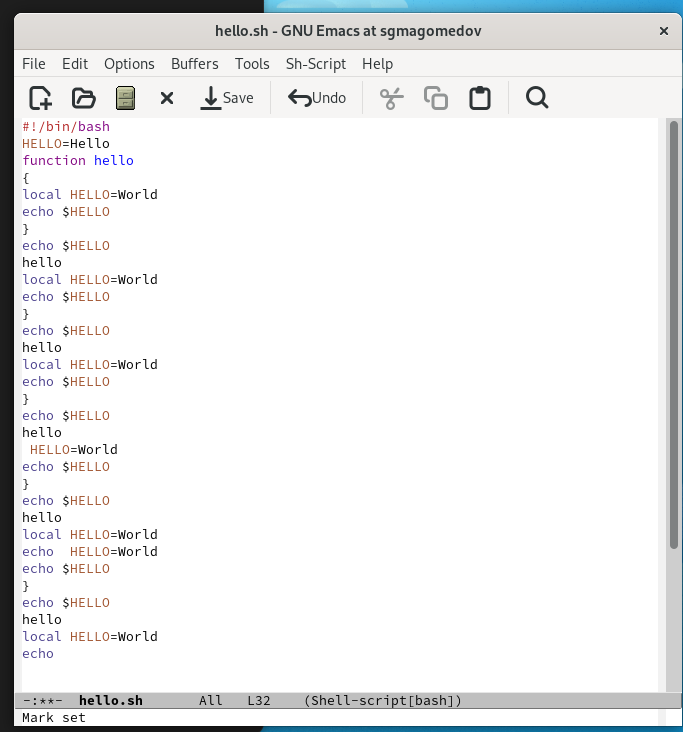 hello.sh - GNU Emacs at sgmagomedov ×
File Edit Options Buffers Tools Sh-Script Help
Save Undo
#!/bin/bash
HELLO=Hello
function hello
{
local HELLO=World
echo $HELLO
}
echo $HELLO
hello
local HELLO=World
echo $HELLO
}
echo $HELLO
hello
local HELLO=World
echo $HELLO
}
echo $HELLO
hello
 HELLO=World
echo $HELLO
}
echo $HELLO
hello
local HELLO=World
echo  HELLO=World
echo $HELLO
}
echo $HELLO
hello
local HELLO=World
echo
-:**-  hello.sh       All   L32    (Shell-script[bash])
Mark set